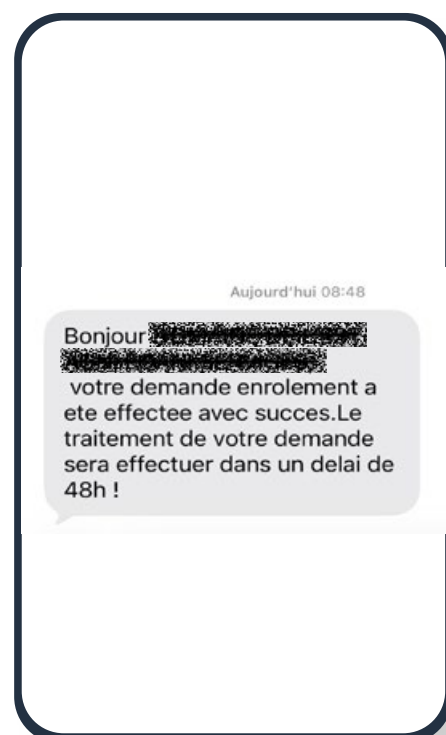 Aujourd'hui 08:48
Bonjour
votre demande enrolement a
ete effectee avec succes.Le
traitement de votre demande
sera effectuer dans un delai de
48h !